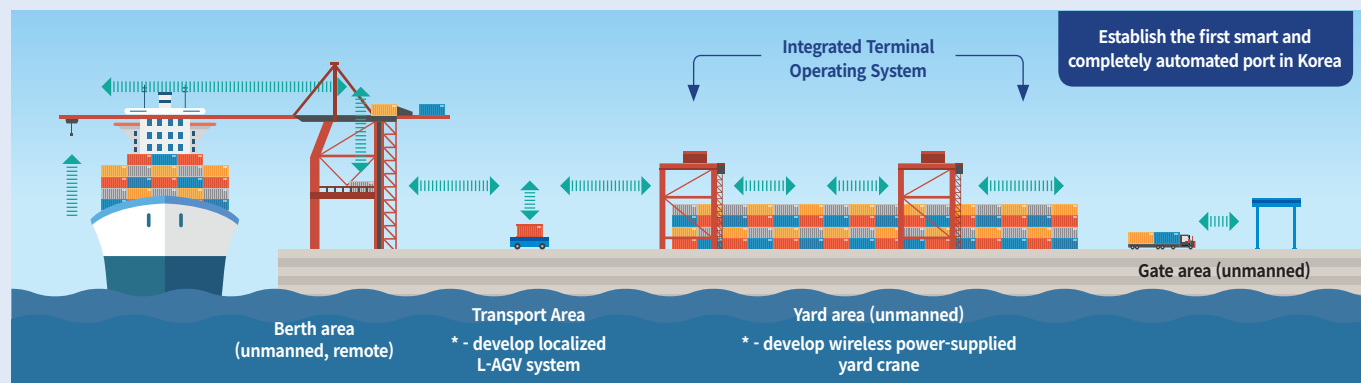 Establish the first smart and
completely automated port in Korea
Integrated Terminal
Operating System
Gate area (unmanned)
Berth area
(unmanned, remote)
Transport Area
* - develop localized
L-AGV system
Yard area (unmanned)
* - develop wireless power-supplied
yard crane